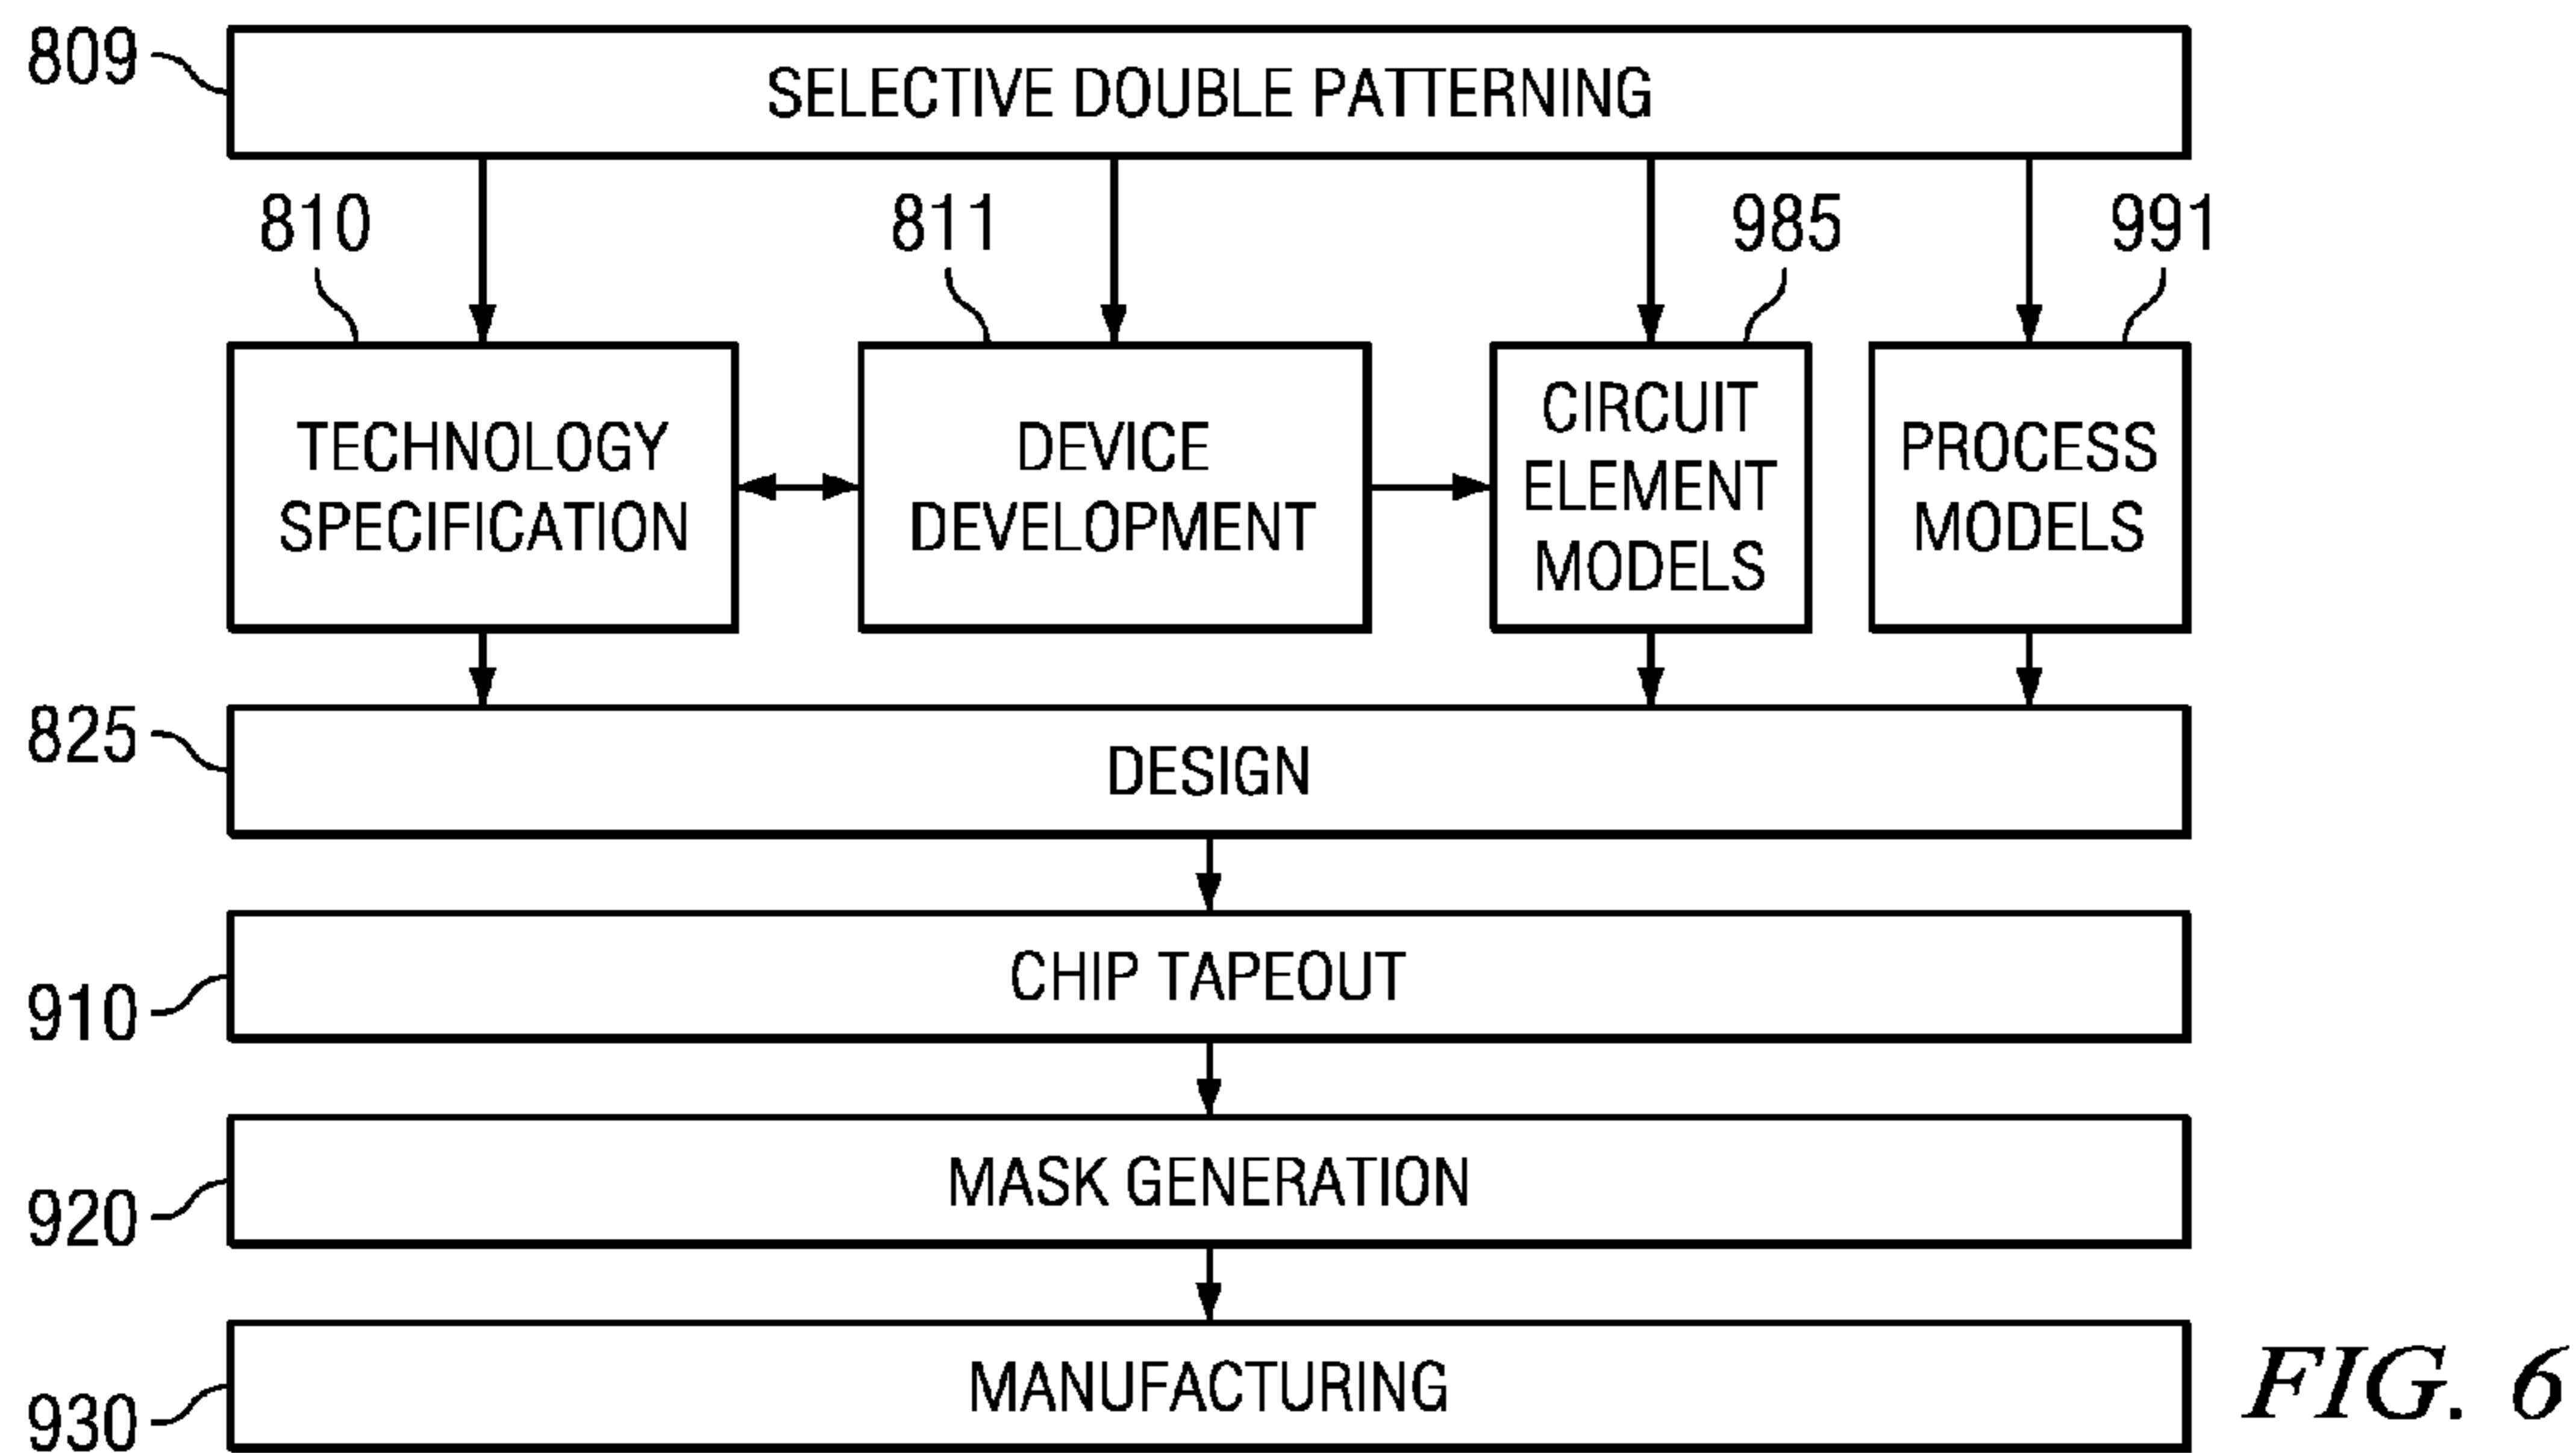 809
SELECTIVE DOUBLE PATTERNING
810
811
985
991
TECHNOLOGY
SPECIFICATION
DEVICE
DEVELOPMENT
CIRCUIT
ELEMENT
MODELS
PROCESS
MODELS
825
DESIGN
910
CHIP TAPEOUT
920
MASK GENERATION
930
MANUFACTURING
FIG. 6